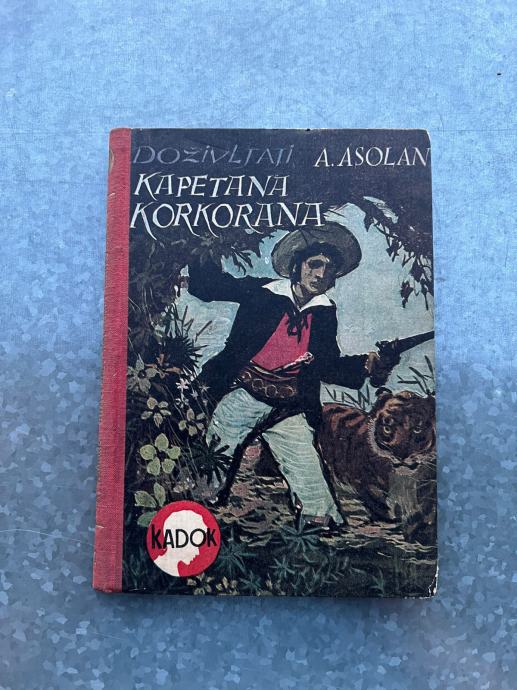 DOŽIVLJAJI
A. ASOLAN
KAPETANA
KORKORANA
KADOK